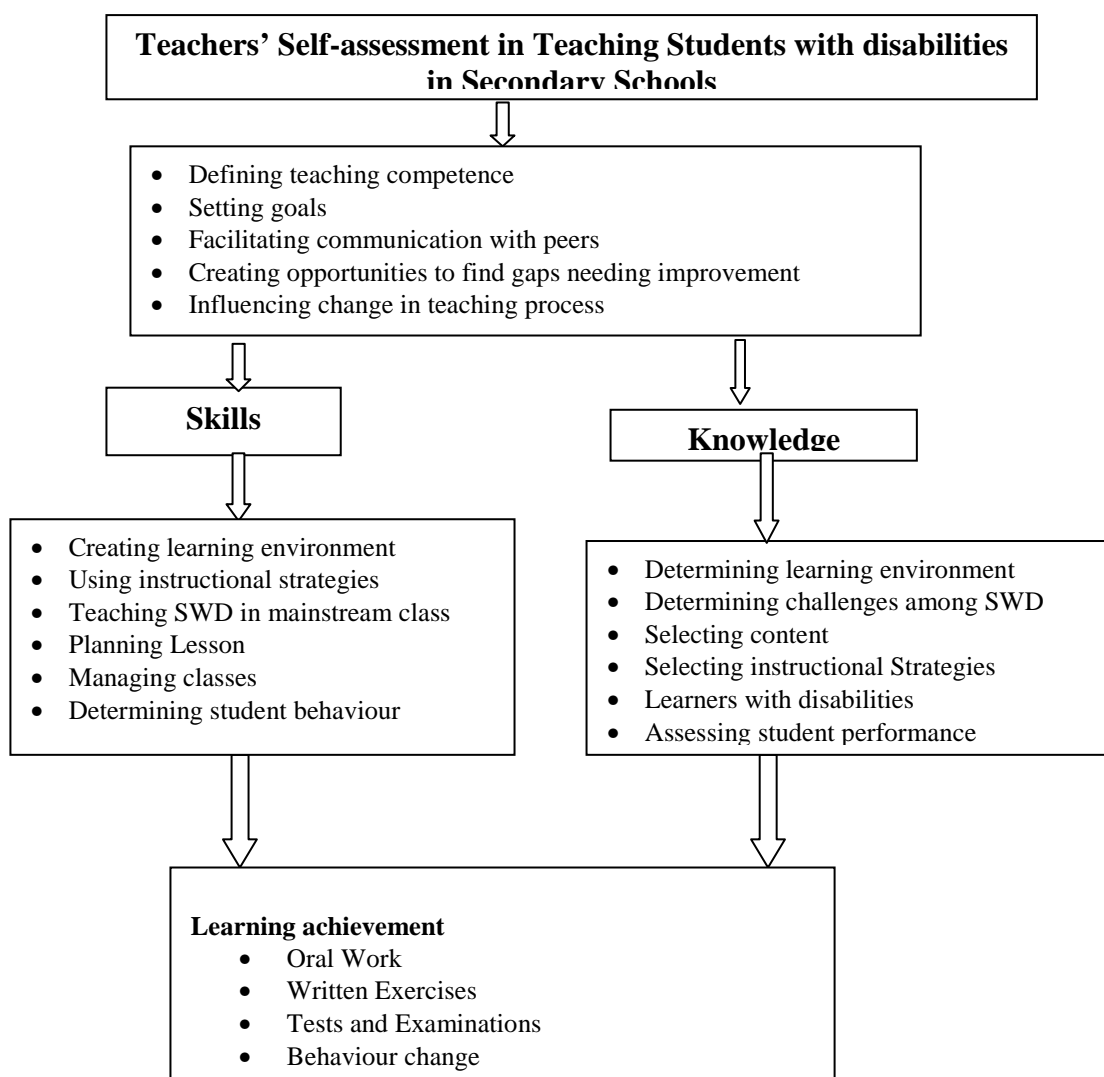 Teachers’ Self-assessment in Teaching Students with disabilities
in Secondary Schools
• Defining teaching competence
• Setting goals
• Facilitating communication with peers
• Creating opportunities to find gaps needing improvement
• Influencing change in teaching process
Skills
Knowledge
• Creating learning environment
• Using instructional strategies
• Teaching SWD in mainstream class
• Planning Lesson
• Managing classes
• Determining student behaviour
• Determining learning environment
• Determining challenges among SWD
• Selecting content
• Selecting instructional Strategies
• Learners with disabilities
• Assessing student performance
Learning achievement
• Oral Work
• Written Exercises
• Tests and Examinations
• Behaviour change